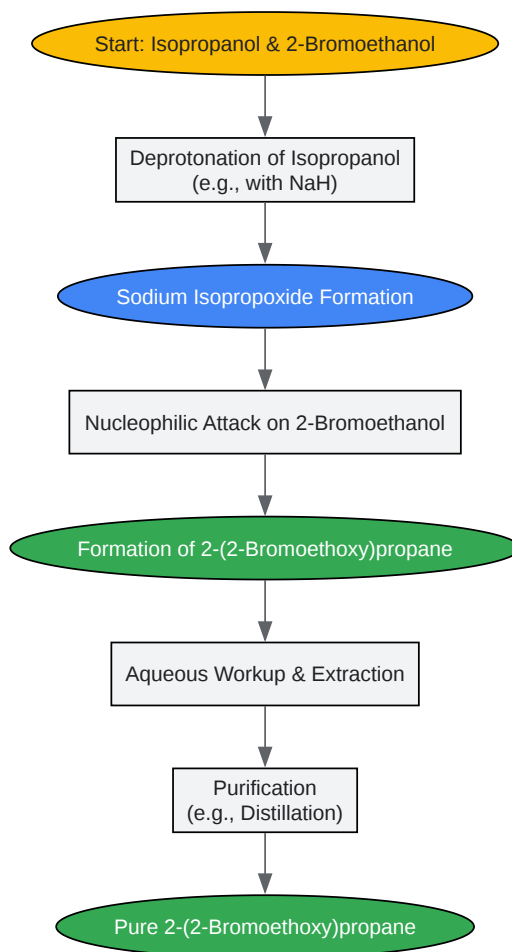 Start: Isopropanol & 2-Bromoethanol
Deprotonation of Isopropanol
(e.g., with NaH)
Sodium Isopropoxide Formation
Nucleophilic Attack on 2-Bromoethanol
Formation of 2-(2-Bromoethoxy)propane
Aqueous Workup & Extraction
Purification
(e.g., Distillation)
Pure 2-(2-Bromoethoxy)propane